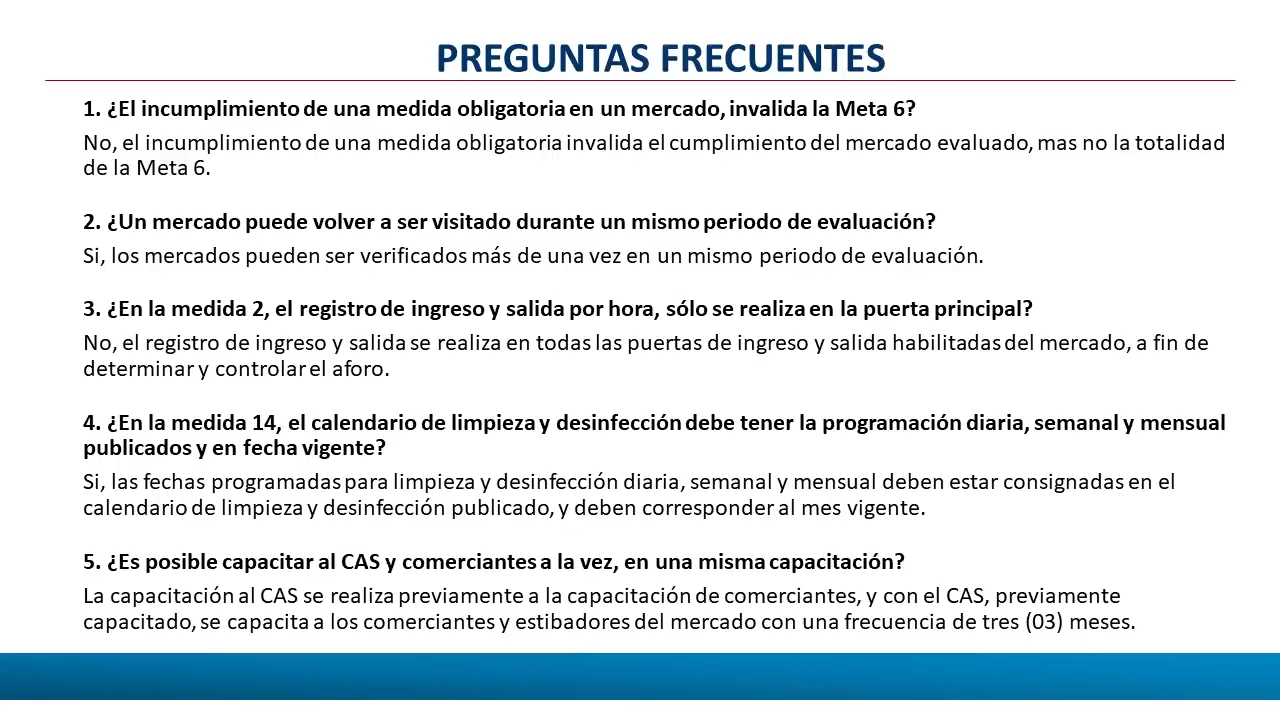 PREGUNTAS FRECUENTES
1. ¿El incumplimiento de una medida obligatoria en un mercado, invalida la Meta 6?
No, el incumplimiento de una medida obligatoria invalida el cumplimiento del mercado evaluado, mas no la totalidad
de la Meta 6.
2. ¿Un mercado puede volver a ser visitado durante un mismo periodo de evaluación?
Si, los mercados pueden ser verificados más de una vez en un mismo periodo de evaluación.
3. ¿En la medida 2, el registro de ingreso y salida por hora, sólo se realiza en la puerta principal?
No, el registro de ingreso y salida se realiza en todas las puertas de ingreso y salida habilitadas del mercado, a fin de
determinar y controlar el aforo.
4. ¿En la medida 14, el calendario de limpieza y desinfección debe tener la programación diaria, semanal y mensual
publicados y en fecha vigente?
Si, las fechas programadas para limpieza y desinfección diaria, semanal y mensual deben estar consignadas en el
calendario de limpieza y desinfección publicado, y deben corresponder al mes vigente.
5. ¿Es posible capacitar al CAS y comerciantes a la vez, en una misma capacitación?
La capacitación al CAS se realiza previamente a la capacitación de comerciantes, y con el CAS, previamente
capacitado, se capacita a los comerciantes y estibadores del mercado con una frecuencia de tres (03) meses.